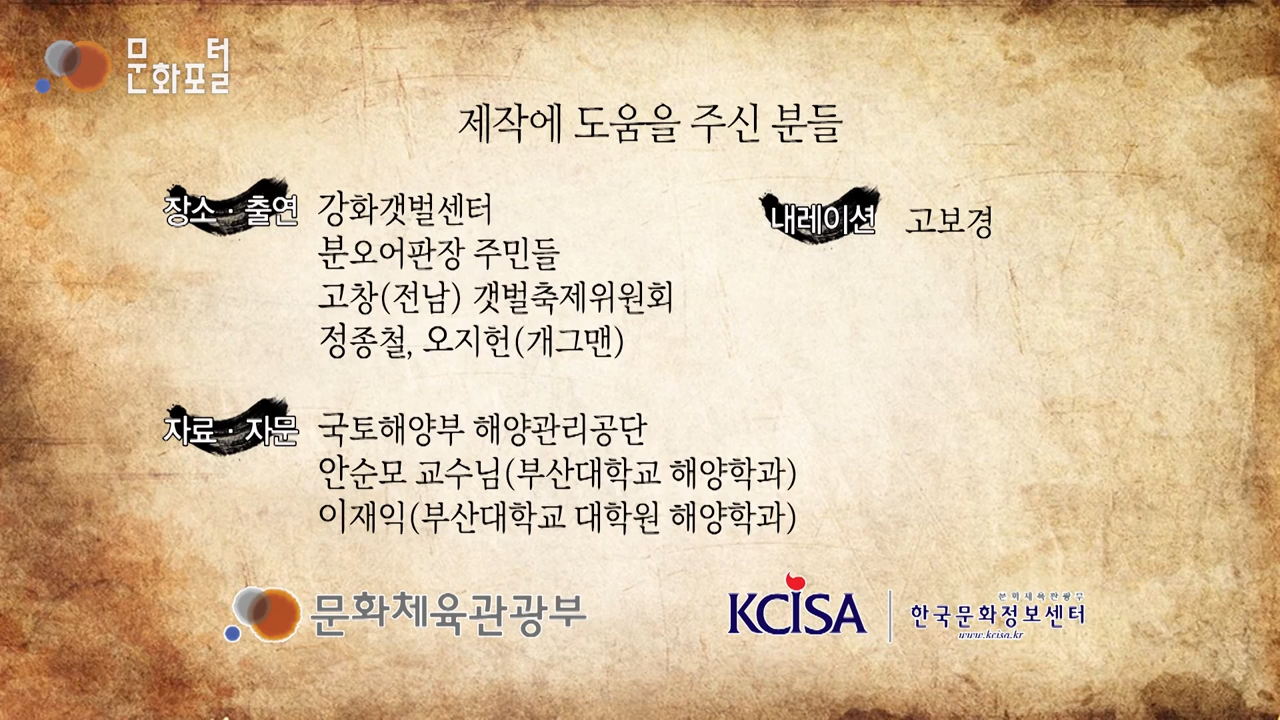 문화포털
제작에 도움을 주신 분들
장소 · 출연 강화갯벌센터
분오어판장 주민들
고창(전남) 갯벌축제위원회
정종철, 오지헌(개그맨)
내레이션 고보경
자료 · 자문 국토해양부 해양관리공단
안순모 교수님(부산대학교 해양학과)
이재익(부산대학교 대학원 해양학과)
문화체육관광부
KCISA
문화체육관광부
한국문화정보센터
www.kcisa.kr